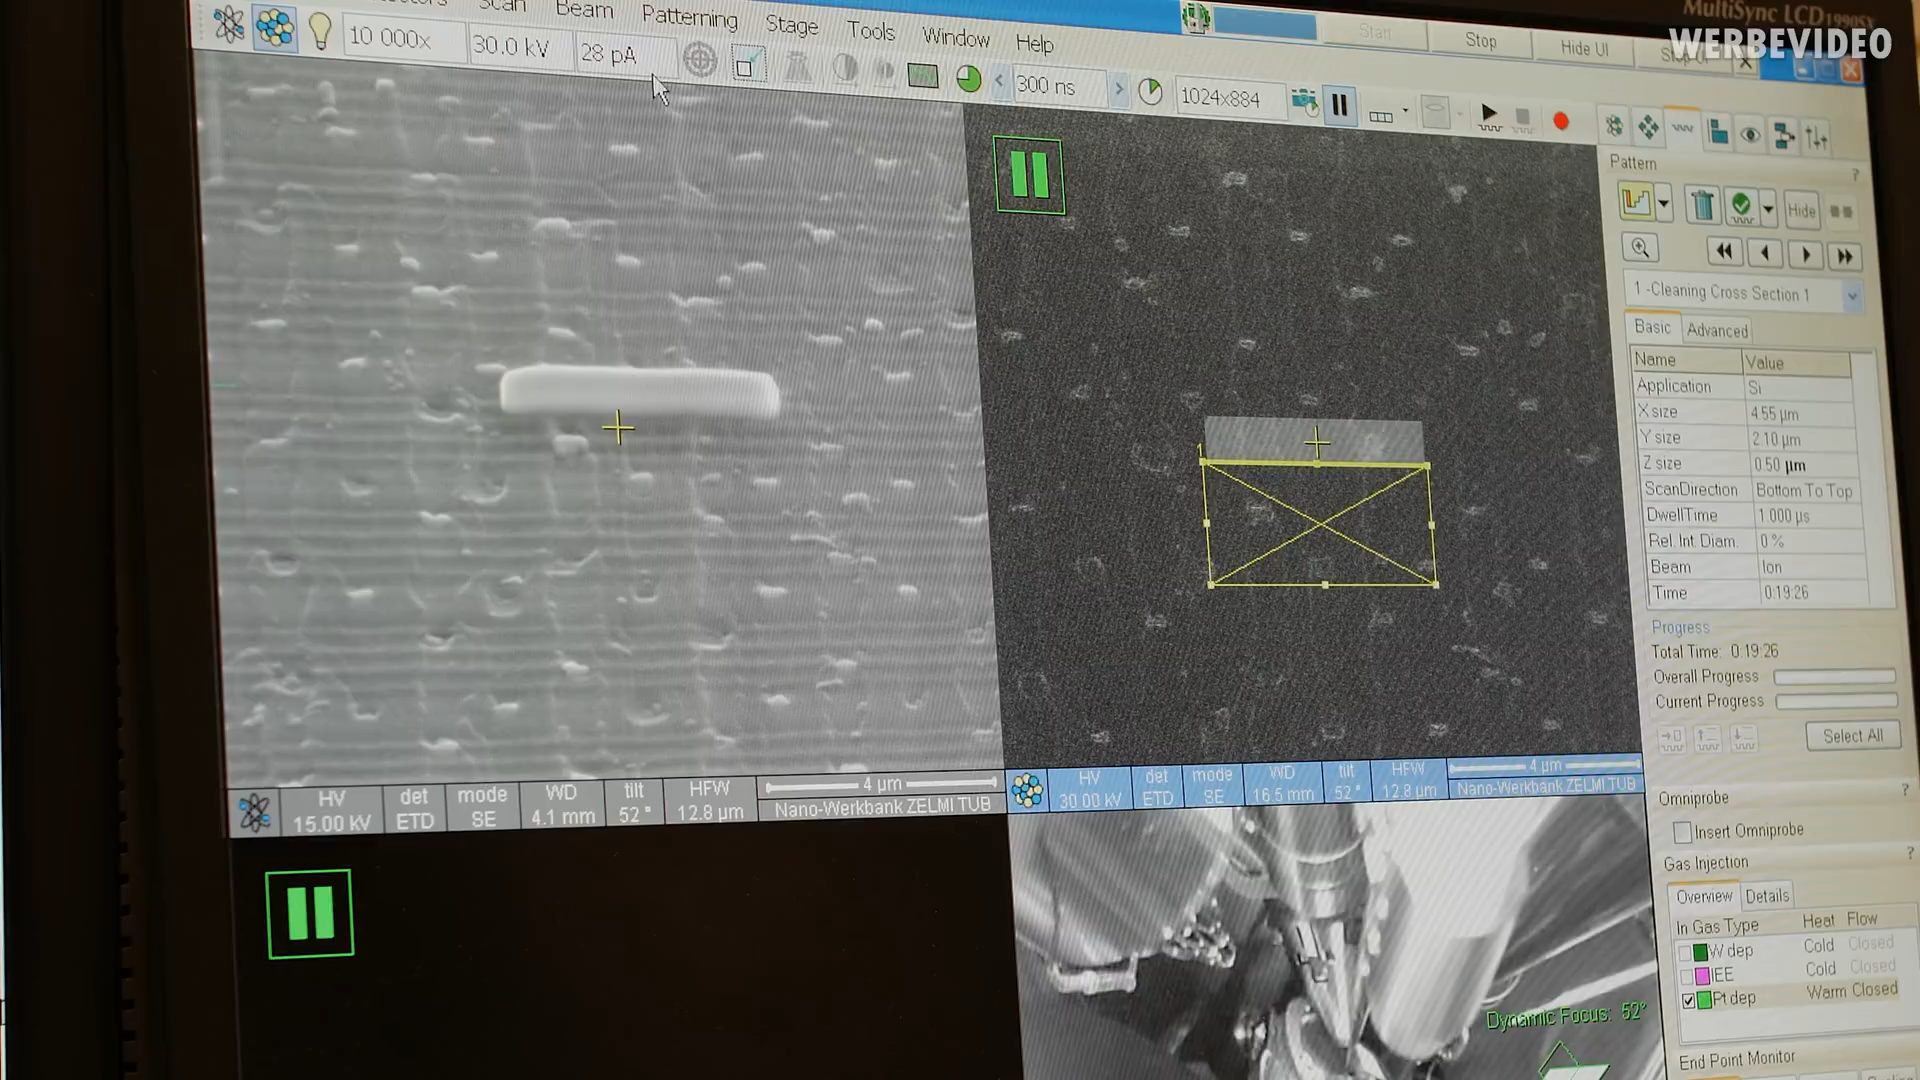 MultiSync LCD1990SX
WERBEVIDEO
Scan Beam Patterning Stage Tools Window Help
Start
Stop
Hide UI
10 000x
30.0 kV
28 pA
300 ns
1024x884
Pattern
?
Hide
1 -Cleaning Cross Section 1
Basic
Advanced
Name Value
Application Si
X size 4.55 µm
Y size 2.10 µm
Z size 0.50 µm
ScanDirection Bottom To Top
DwellTime 1.000 µs
Rel. Int. Diam. 0 %
Beam Ion
Time 0:19:26
Progress
Total Time: 0:19:26
Overall Progress
Current Progress
Select All
1
HV
15.00 kV
det
ETD
mode
SE
WD
4.1 mm
tilt
52 °
HFW
12.8 µm
4 µm
Nano-Werkbank ZELMI TUB
HV
30.00 kV
det
ETD
mode
SE
WD
16.5 mm
tilt
52 °
HFW
12.8 µm
4 µm
Nano-Werkbank ZELMI TUB
Omniprobe
?
Insert Omniprobe
Gas Injection
?
Overview
Details
In Gas Type Heat Flow
W dep Cold Closed
IEE Cold Closed
Pt dep Warm Closed
Dynamic Focus: 52°
End Point Monitor
?